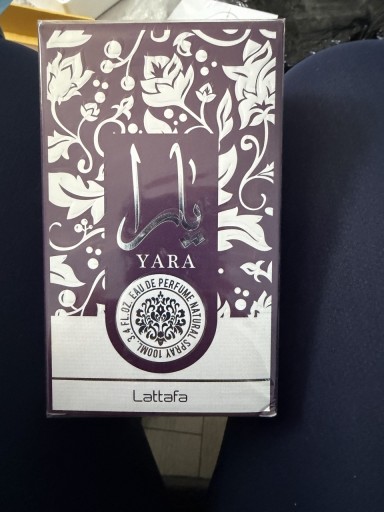 يارا
YARA
EAU DE PERFUME NATURAL SPRAY 100ML. 3.4 FL.OZ.
Lattafa